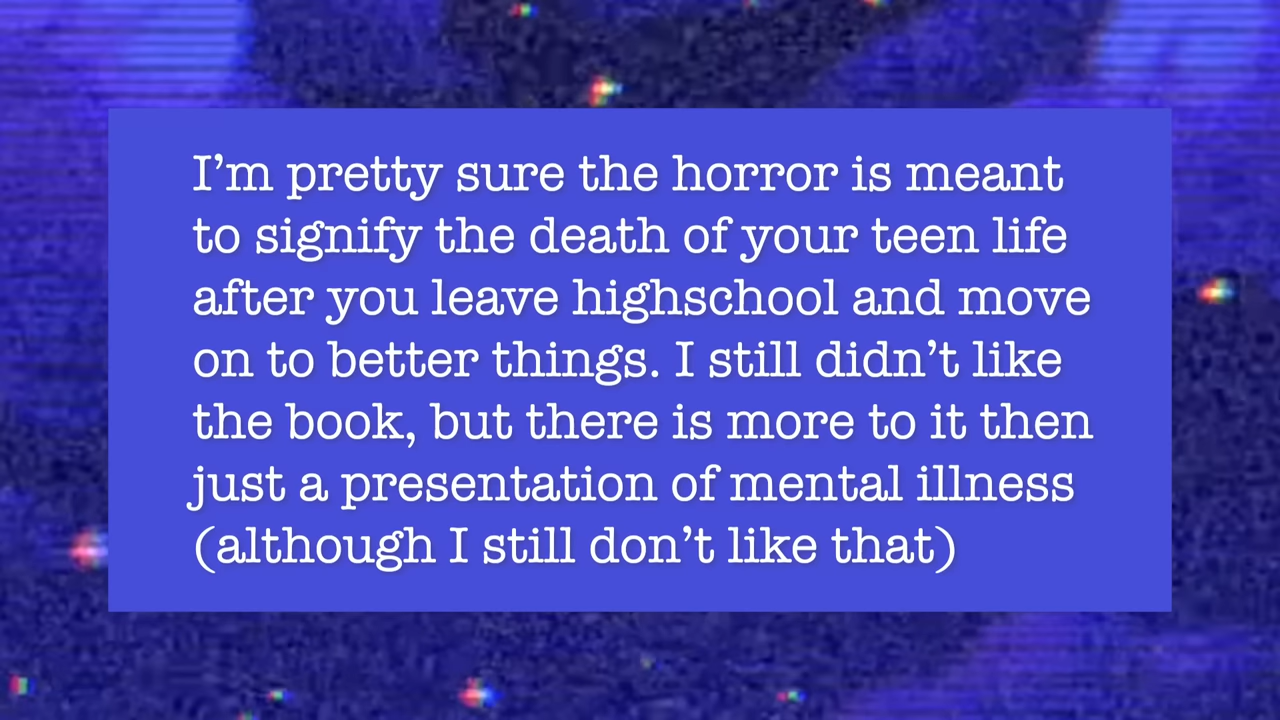 I’m pretty sure the horror is meant
to signify the death of your teen life
after you leave highschool and move
on to better things. I still didn’t like
the book, but there is more to it then
just a presentation of mental illness
(although I still don’t like that)